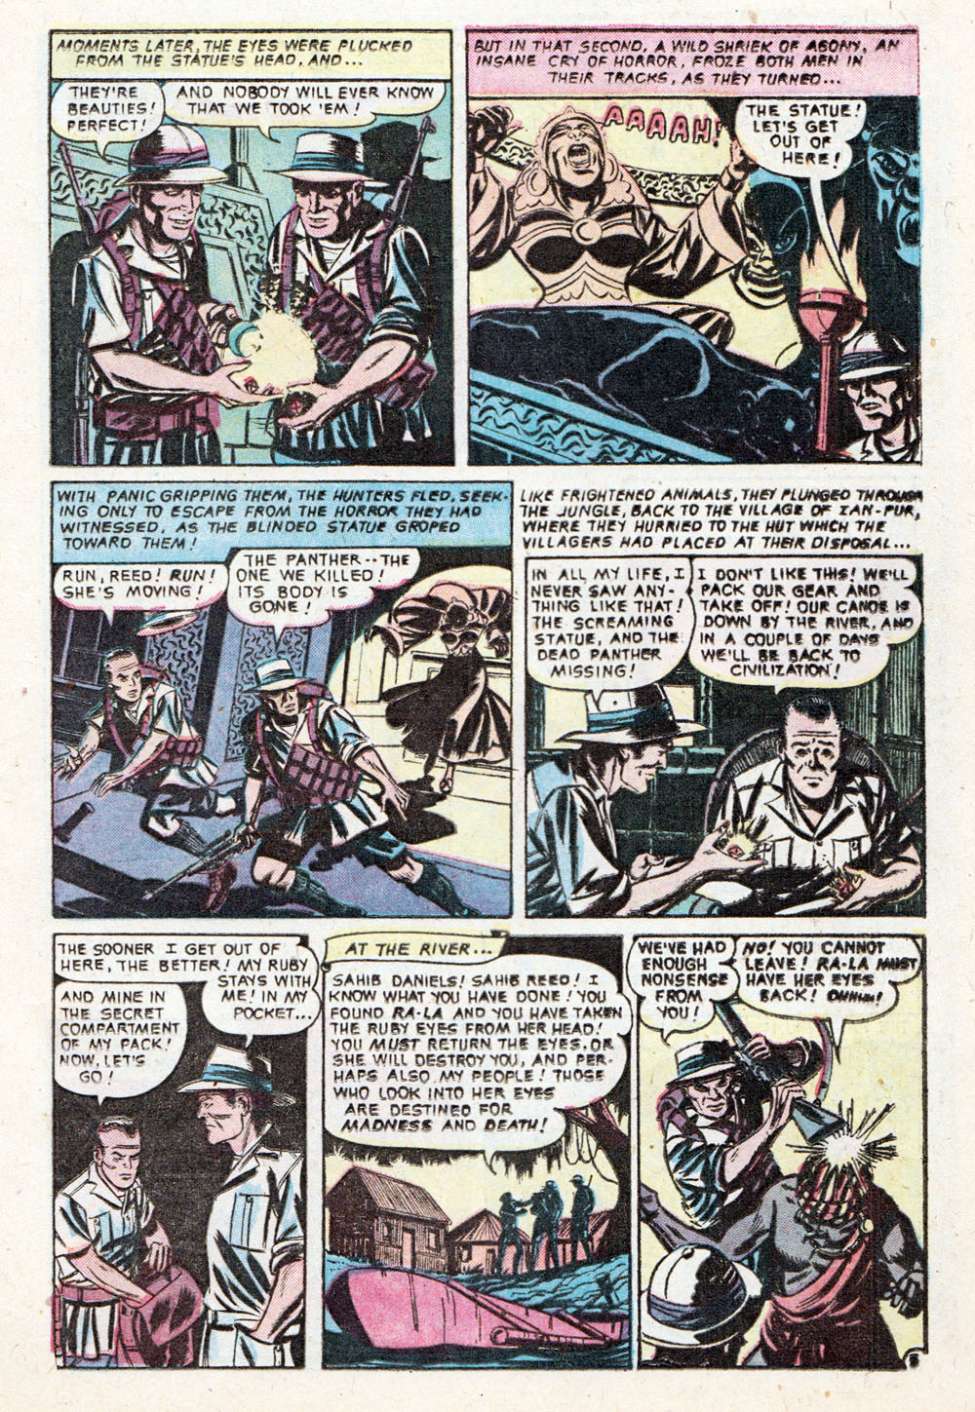 MOMENTS LATER, THE EYES WERE PLUCKED
FROM THE STATUE'S HEAD, AND...
THEY'RE
BEAUTIES!
PERFECT!
AND NOBODY WILL EVER KNOW
THAT WE TOOK 'EM!
BUT IN THAT SECOND, A WILD SHRIEK OF AGONY, AN
INSANE CRY OF HORROR, FROZE BOTH MEN IN
THEIR TRACKS, AS THEY TURNED...
AAAAH!
THE STATUE!
LET'S GET
OUT OF
HERE!
WITH PANIC GRIPPING THEM, THE HUNTERS FLED, SEEK-
ING ONLY TO ESCAPE FROM THE HORROR THEY HAD
WITNESSED, AS THE BLINDED STATUE GROPED
TOWARD THEM!
RUN, REED! RUN!
SHE'S MOVING!
THE PANTHER--THE
ONE WE KILLED!
ITS BODY IS
GONE!
LIKE FRIGHTENED ANIMALS, THEY PLUNGED THROUGH
THE JUNGLE, BACK TO THE VILLAGE OF ZAN-PUR,
WHERE THEY HURRIED TO THE HUT WHICH THE
VILLAGERS HAD PLACED AT THEIR DISPOSAL...
IN ALL MY LIFE, I
NEVER SAW ANY-
THING LIKE THAT!
THE SCREAMING
STATUE, AND THE
DEAD PANTHER
MISSING!
I DON'T LIKE THIS! WE'LL
PACK OUR GEAR AND
TAKE OFF! OUR CANOE IS
DOWN BY THE RIVER, AND
IN A COUPLE OF DAYS
WE'LL BE BACK TO
CIVILIZATION!
THE SOONER I GET OUT OF
HERE, THE BETTER! MY RUBY
STAYS WITH
ME! IN MY
POCKET...
AND MINE IN
THE SECRET
COMPARTMENT
OF MY PACK!
NOW, LET'S
GO!
AT THE RIVER...
SAHIB DANIELS! SAHIB REED! I
KNOW WHAT YOU HAVE DONE! YOU
FOUND RA-LA AND YOU HAVE TAKEN
THE RUBY EYES FROM HER HEAD!
YOU MUST RETURN THE EYES, OR
SHE WILL DESTROY YOU, AND PER-
HAPS ALSO, MY PEOPLE! THOSE
WHO LOOK INTO HER EYES
ARE DESTINED FOR
MADNESS AND DEATH!
WE'VE HAD
ENOUGH
NONSENSE
FROM
YOU!
NO! YOU CANNOT
LEAVE! RA-LA MUST
HAVE HER EYES
BACK! OHHHH!